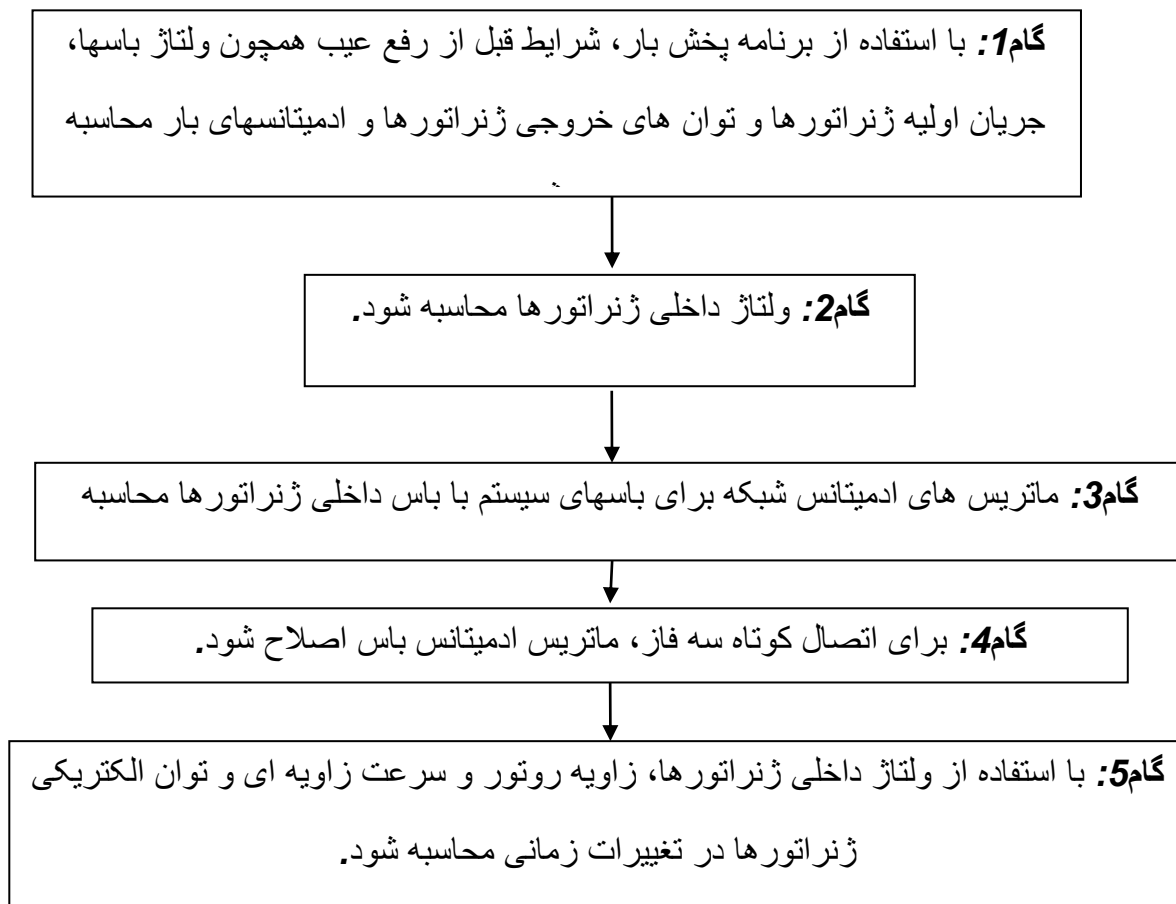 گام1: با استفاده از برنامه پخش بار، شرایط قبل از رفع عیب همچون ولتاژ باسها،
جریان اولیه ژنراتورها و توان های خروجی ژنراتورها و ادمیتانسهای بار محاسبه
گام2: ولتاژ داخلی ژنراتورها محاسبه شود.
گام3: ماتریس های ادمیتانس شبکه برای باسهای سیستم با باس داخلی ژنراتورها محاسبه
گام4: برای اتصال کوتاه سه فاز، ماتریس ادمیتانس باس اصلاح شود.
گام5: با استفاده از ولتاژ داخلی ژنراتورها، زاویه روتور و سرعت زاویه ای و توان الکتریکی
ژنراتورها در تغییرات زمانی محاسبه شود.